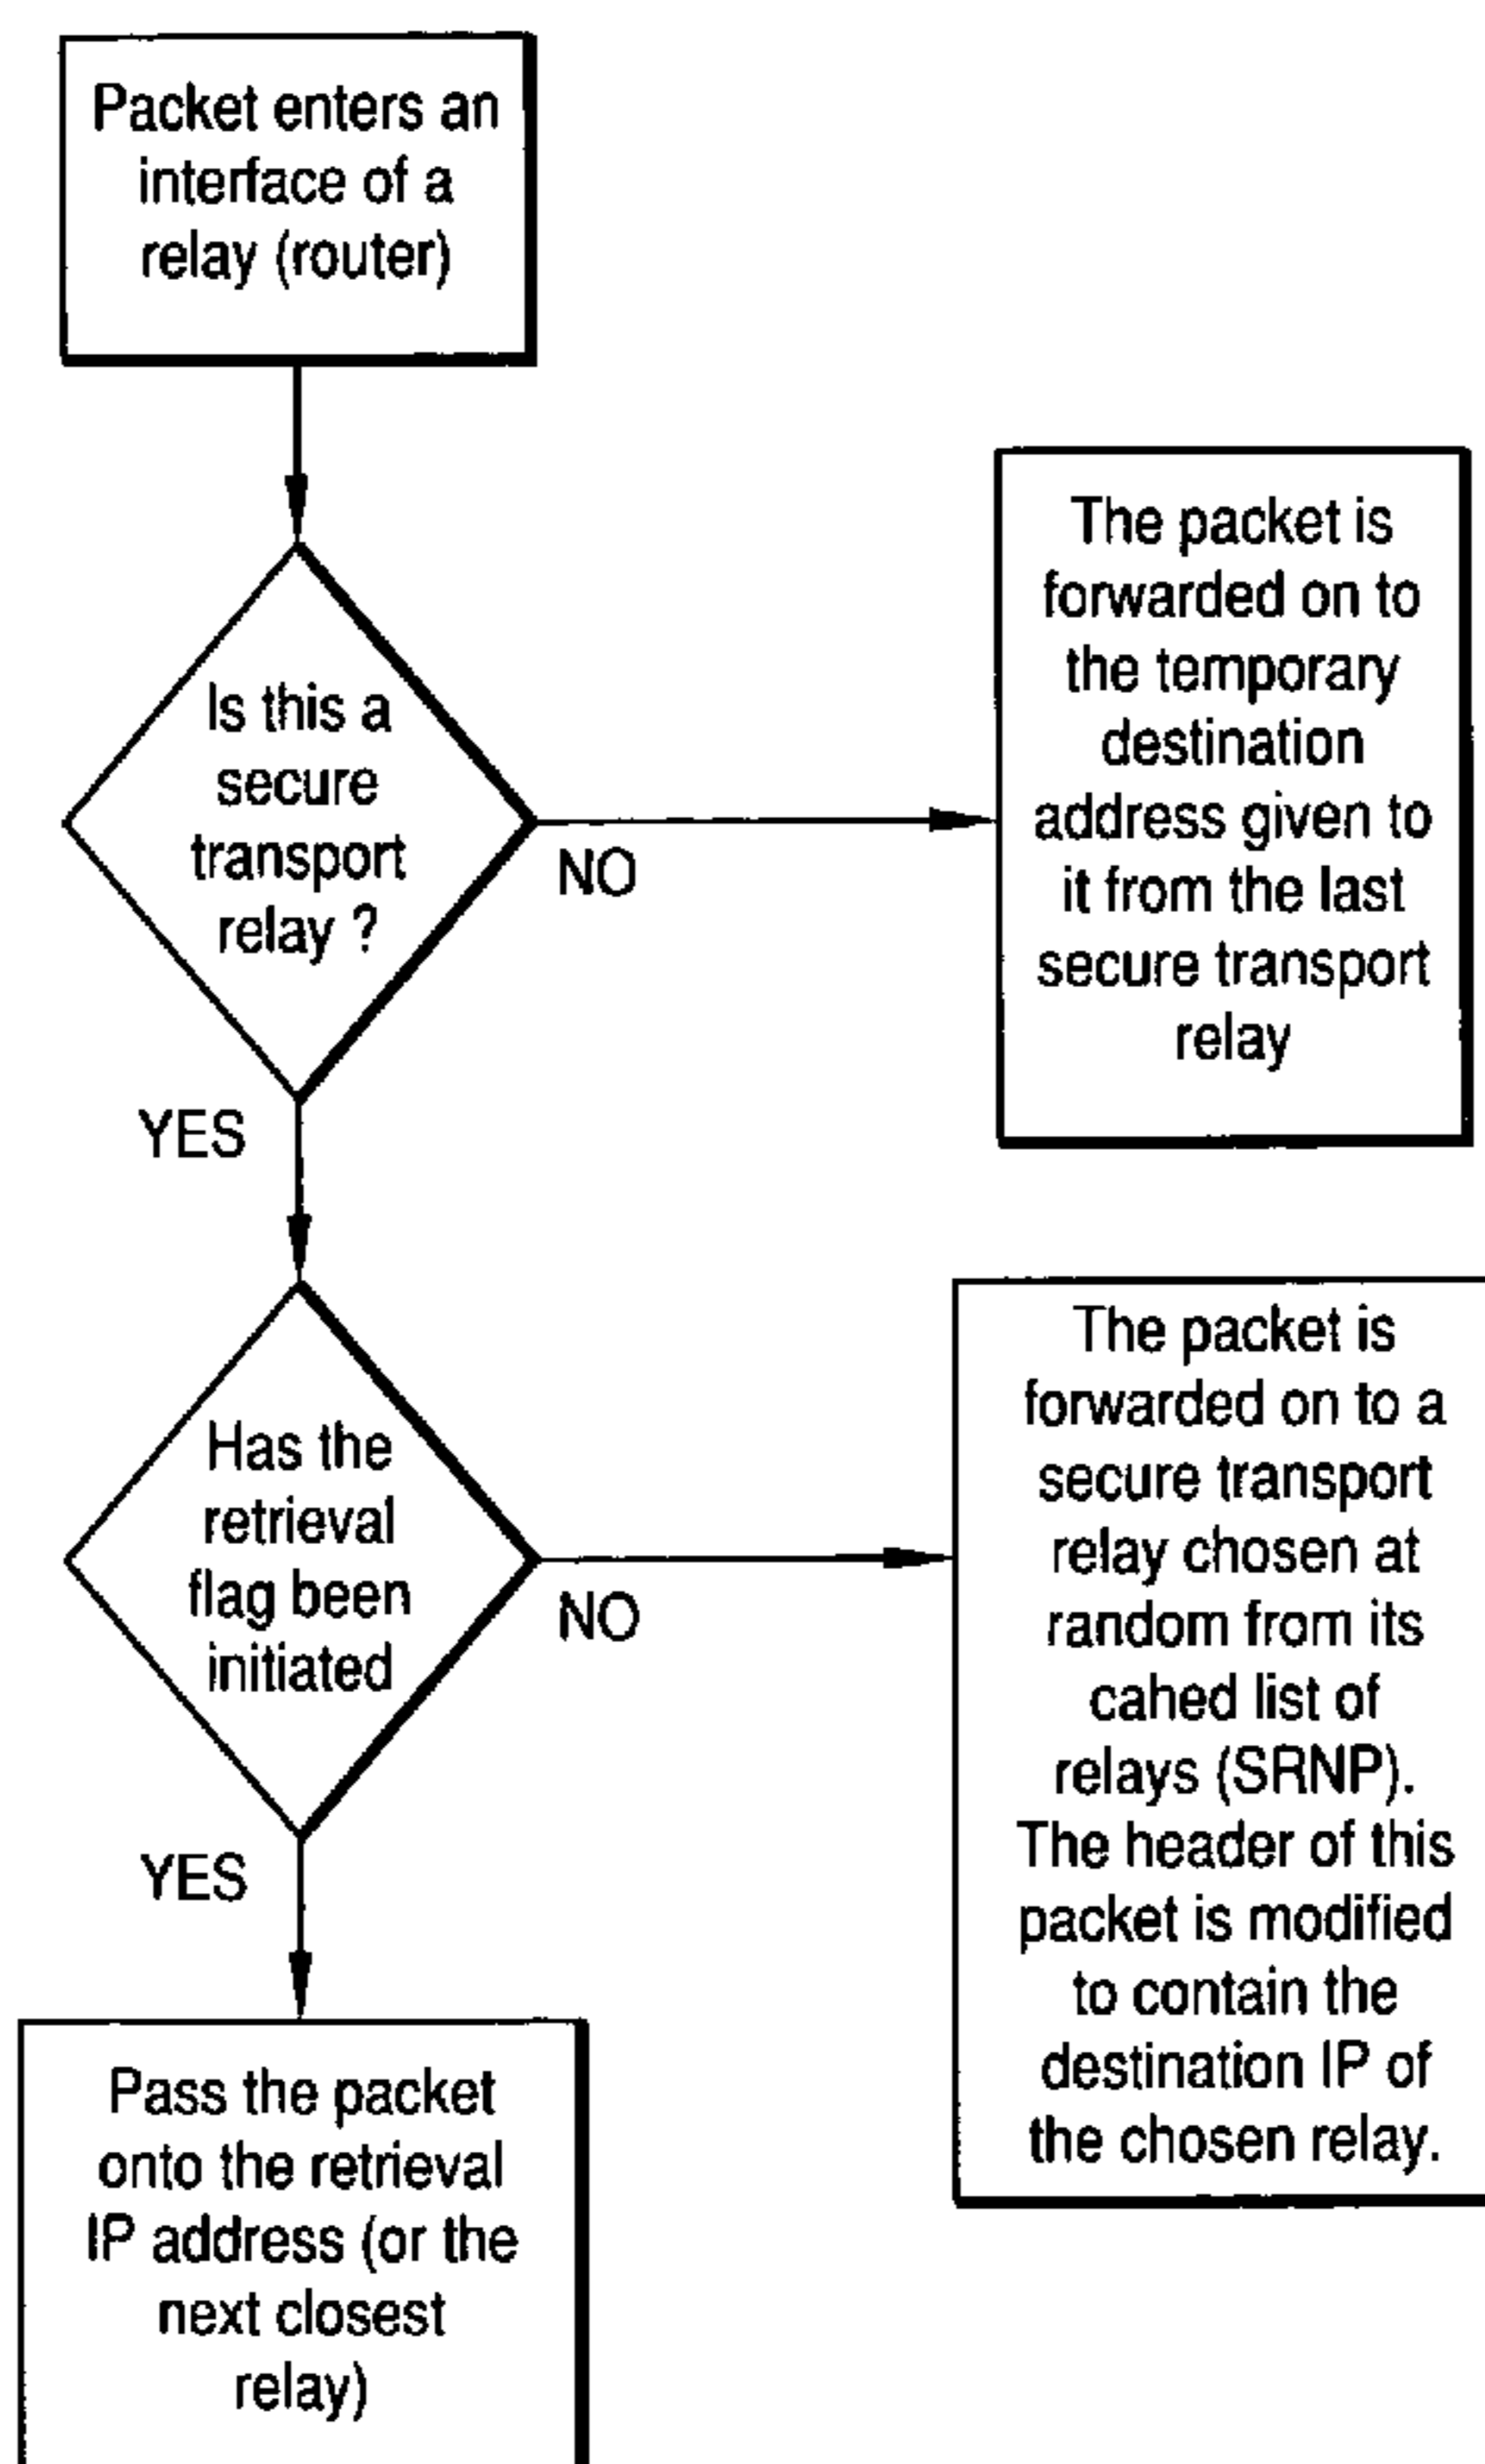 Packet enters an
interface of a
relay (router)
Is this a
secure
transport
relay ?
NO
The packet is
forwarded on to
the temporary
destination
address given to
it from the last
secure transport
relay
YES
Has the
retrieval
flag been
initiated
NO
The packet is
forwarded on to a
secure transport
relay chosen at
random from its
cahed list of
relays (SRNP).
The header of this
packet is modified
to contain the
destination IP of
the chosen relay.
YES
Pass the packet
onto the retrieval
IP address (or the
next closest
relay)